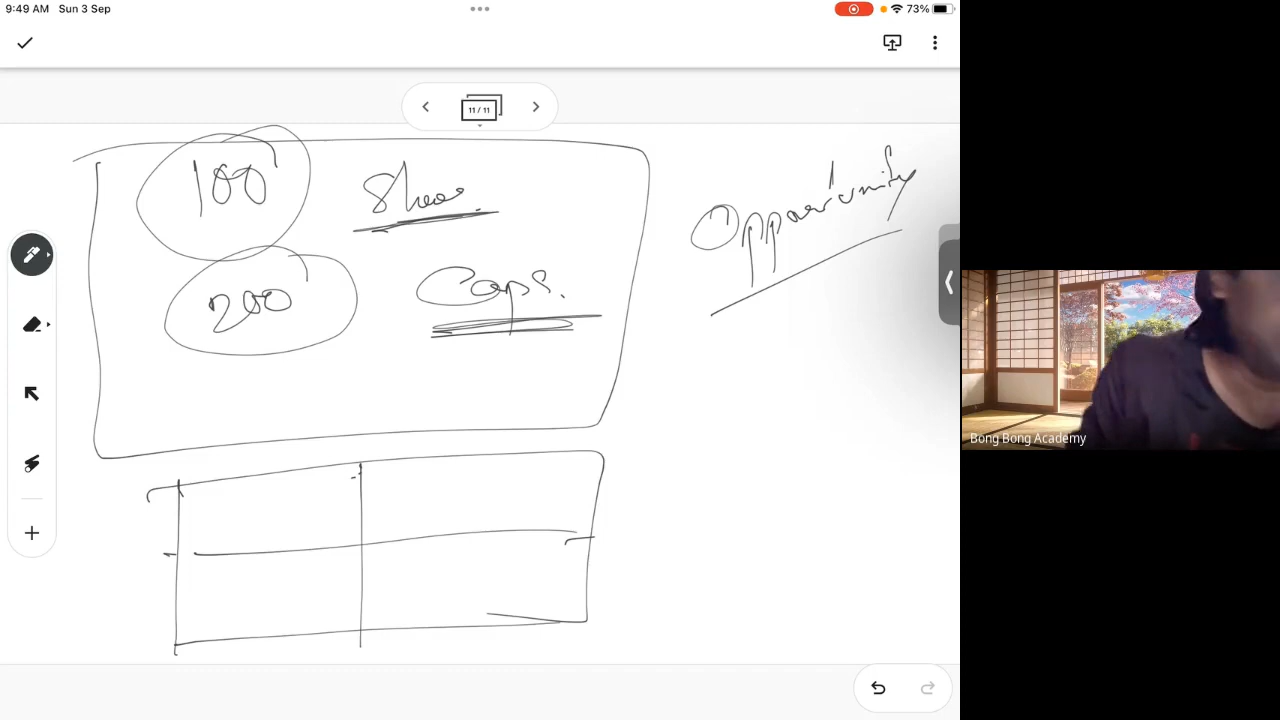 9:49 AM Sun 3 Sep
73%
11 / 11
100 Shoes.
200 Caps.
Opportunity
Bong Bong Academy